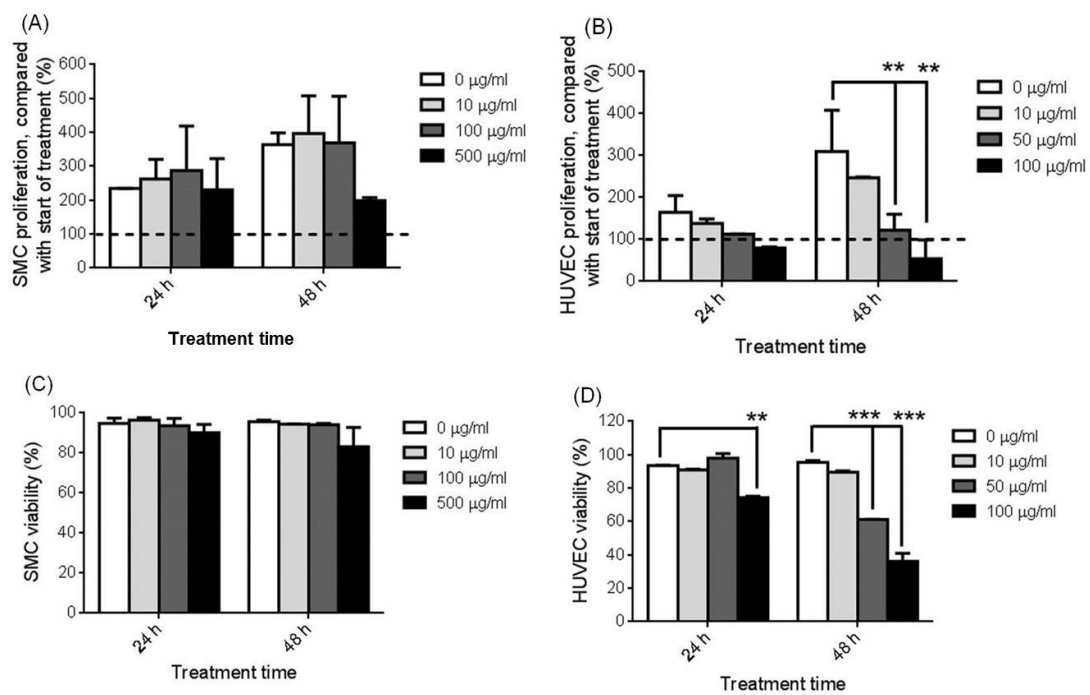 (A)
SMC proliferation, compared
with start of treatment (%)
600
500
400
300
200
100
0
24 h
48 h
Treatment time
0 µg/ml
10 µg/ml
100 µg/ml
500 µg/ml
(B)
HUVEC proliferation, compared
with start of treatment (%)
500
400
300
200
100
0
** **
24 h
48 h
Treatment time
0 µg/ml
10 µg/ml
50 µg/ml
100 µg/ml
(C)
SMC viability (%)
100
80
60
40
20
0
24 h
48 h
Treatment time
0 µg/ml
10 µg/ml
100 µg/ml
500 µg/ml
(D)
HUVEC viability (%)
120
100
80
60
40
20
0
** *** ***
24 h
48 h
Treatment time
0 µg/ml
10 µg/ml
50 µg/ml
100 µg/ml